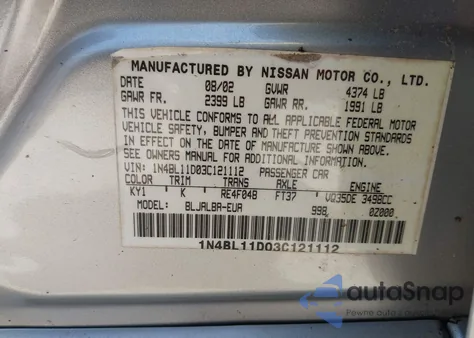 MANUFACTURED BY NISSAN MOTOR CO., LTD.
DATE 08/02 GVWR 4374 LB
GAWR FR. 2399 LB GAWR RR. 1991 LB
THIS VEHICLE CONFORMS TO ALL APPLICABLE FEDERAL MOTOR
VEHICLE SAFETY, BUMPER AND THEFT PREVENTION STANDARDS
IN EFFECT ON THE DATE OF MANUFACTURE SHOWN ABOVE.
SEE OWNERS MANUAL FOR ADDITIONAL INFORMATION.
VIN: 1N4BL11D03C121112 PASSENGER CAR
COLOR TRIM TRANS AXLE ENGINE
KY1 K RE4F04B FT37 VQ35DE 3498CC
MODEL: BLJALBA-EUA 998 0Z000
1N4BL11D03C121112
autoSnap
Pewne auto z